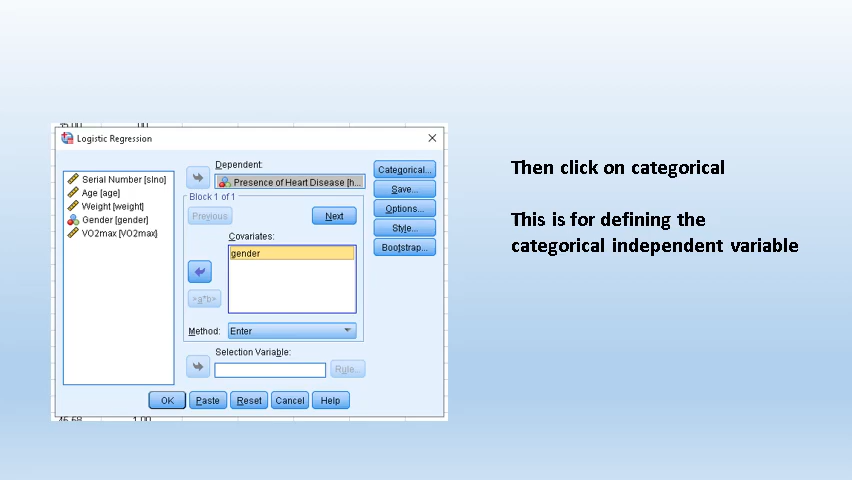 Logistic Regression
Serial Number [slno]
Age [age]
Weight [weight]
Gender [gender]
VO2max [VO2max]
Dependent:
Presence of Heart Disease [h...
Block 1 of 1
Previous
Next
Covariates:
gender
>a*b>
Method:
Enter
Selection Variable:
Rule...
Categorical...
Save...
Options...
Style...
Bootstrap...
OK
Paste
Reset
Cancel
Help
Then click on categorical
This is for defining the
categorical independent variable